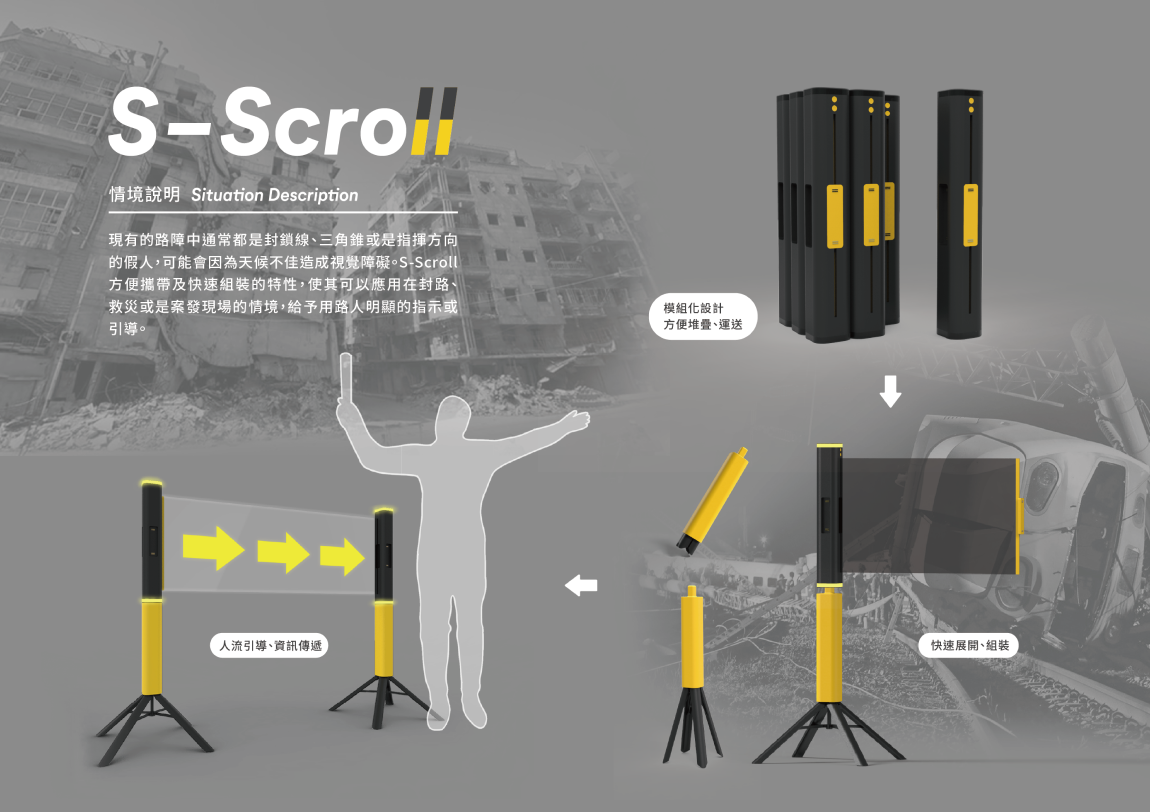 S-Scroll
情境說明 Situation Description
現有的路障中通常都是封鎖線、三角錐或是指揮方向
的假人，可能會因為天候不佳造成視覺障礙。S-Scroll
方便攜帶及快速組裝的特性，使其可以應用在封路、
救災或是案發現場的情境，給予用路人明顯的指示或
引導。
模組化設計
方便堆疊、運送
快速展開、組裝
人流引導、資訊傳遞